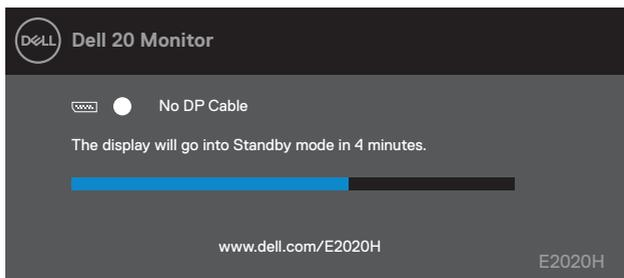 DELL Dell 20 Monitor
No DP Cable
The display will go into Standby mode in 4 minutes.
www.dell.com/E2020H
E2020H